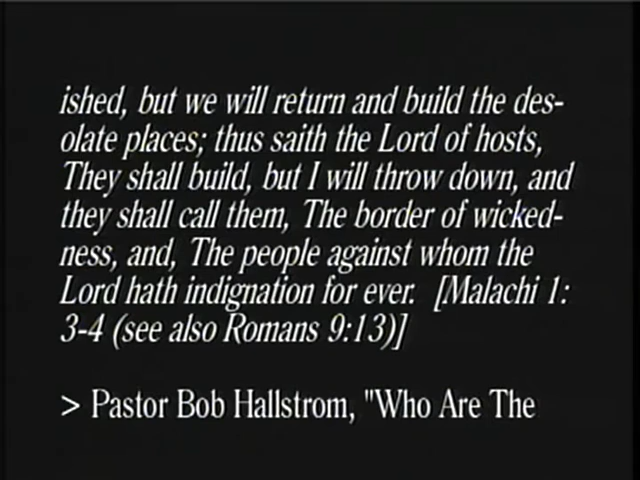 ished, but we will return and build the des-
olate places; thus saith the Lord of hosts,
They shall build, but I will throw down, and
they shall call them, The border of wicked-
ness, and, The people against whom the
Lord hath indignation for ever.  [Malachi 1:
3-4 (see also Romans 9:13)]
> Pastor Bob Hallstrom, "Who Are The